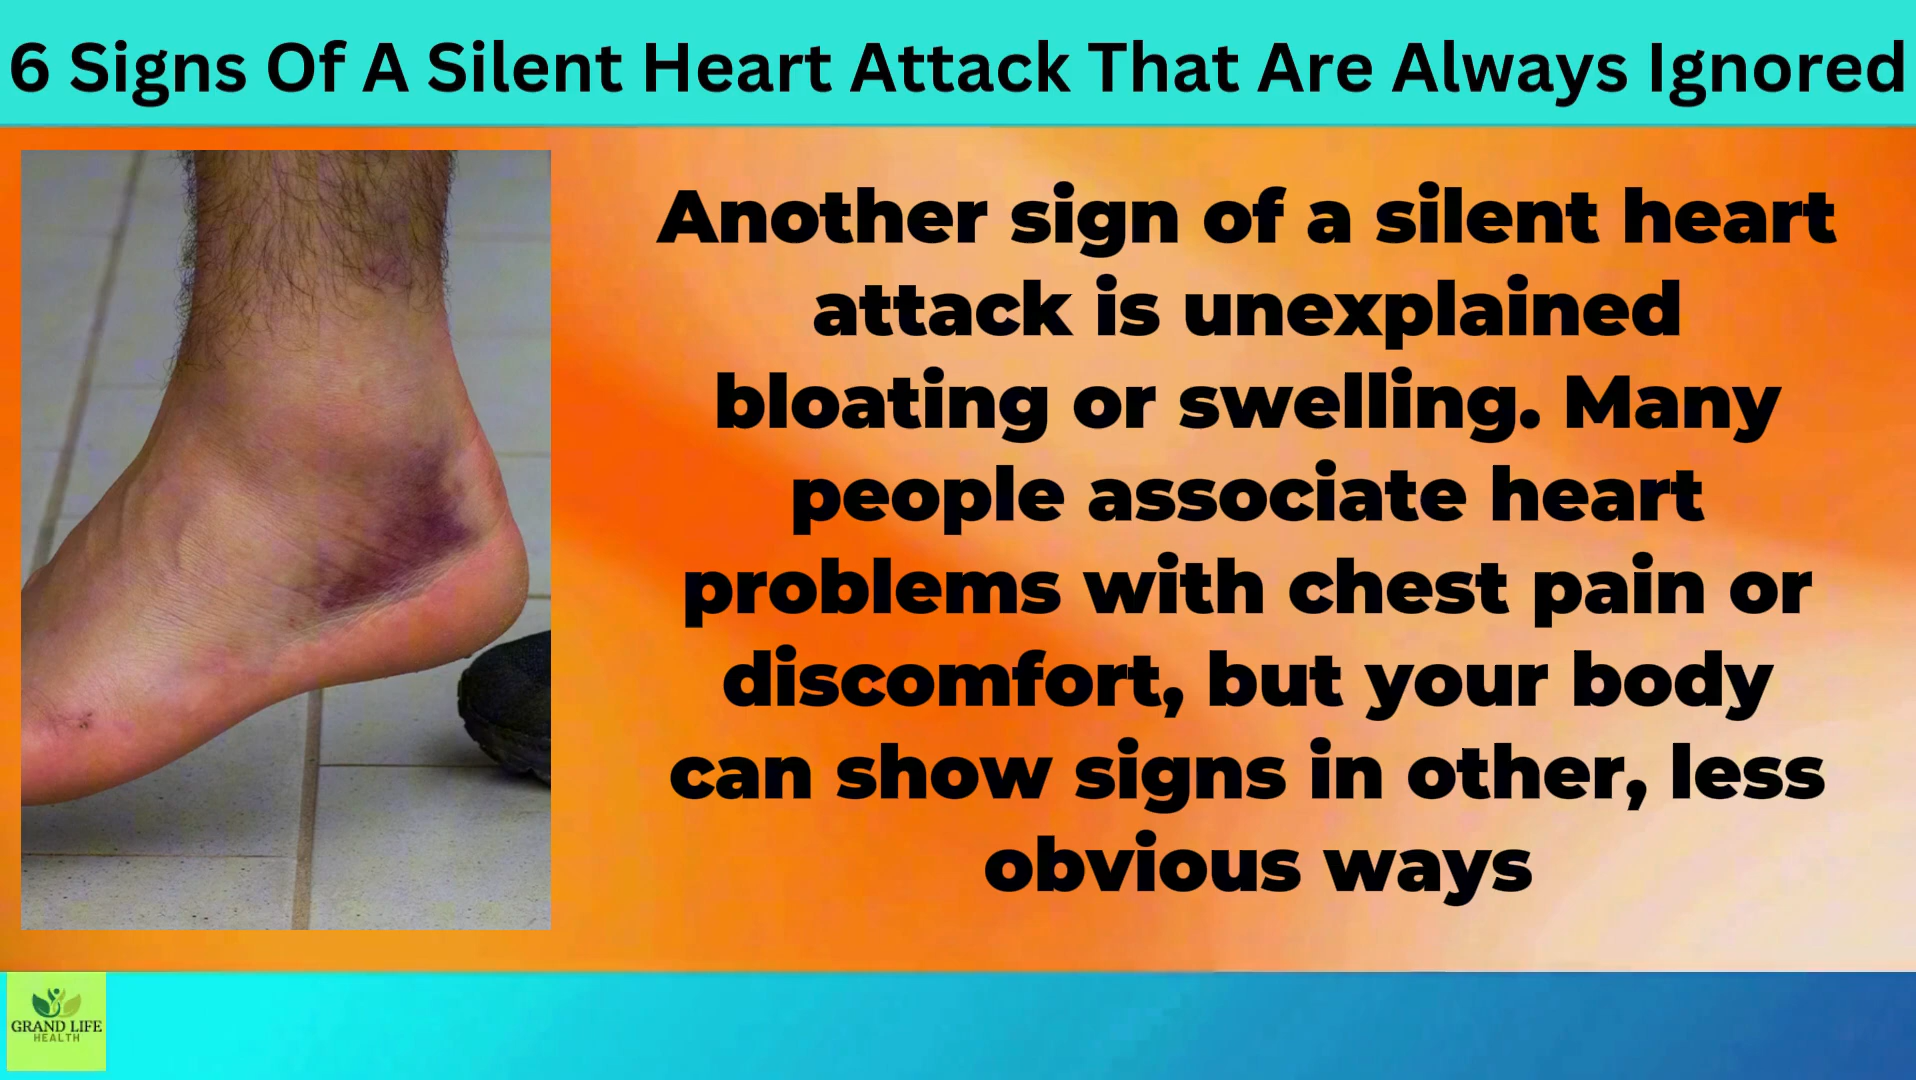 6 Signs Of A Silent Heart Attack That Are Always Ignored
Another sign of a silent heart
attack is unexplained
bloating or swelling. Many
people associate heart
problems with chest pain or
discomfort, but your body
can show signs in other, less
obvious ways
GRAND LIFE
HEALTH